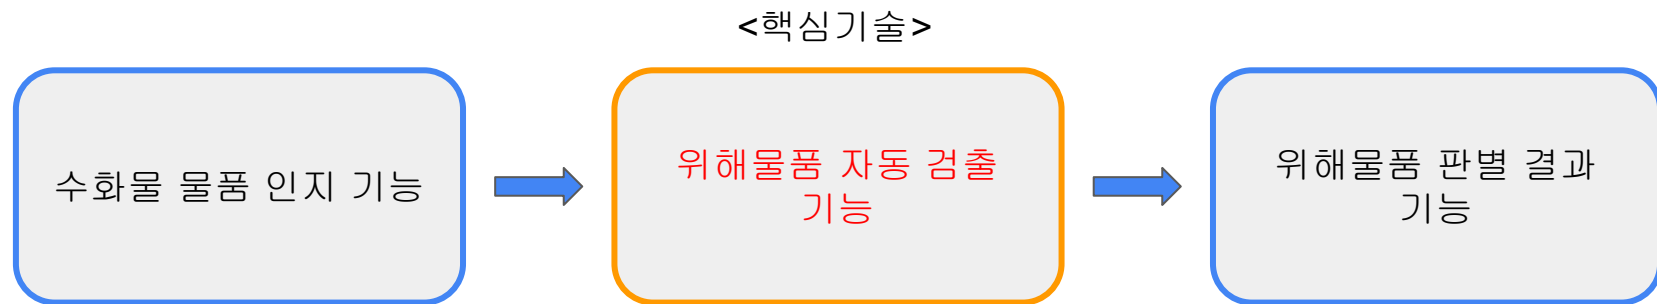 <핵심기술>
수화물 물품 인지 기능
위해물품 자동 검출
기능
위해물품 판별 결과
기능